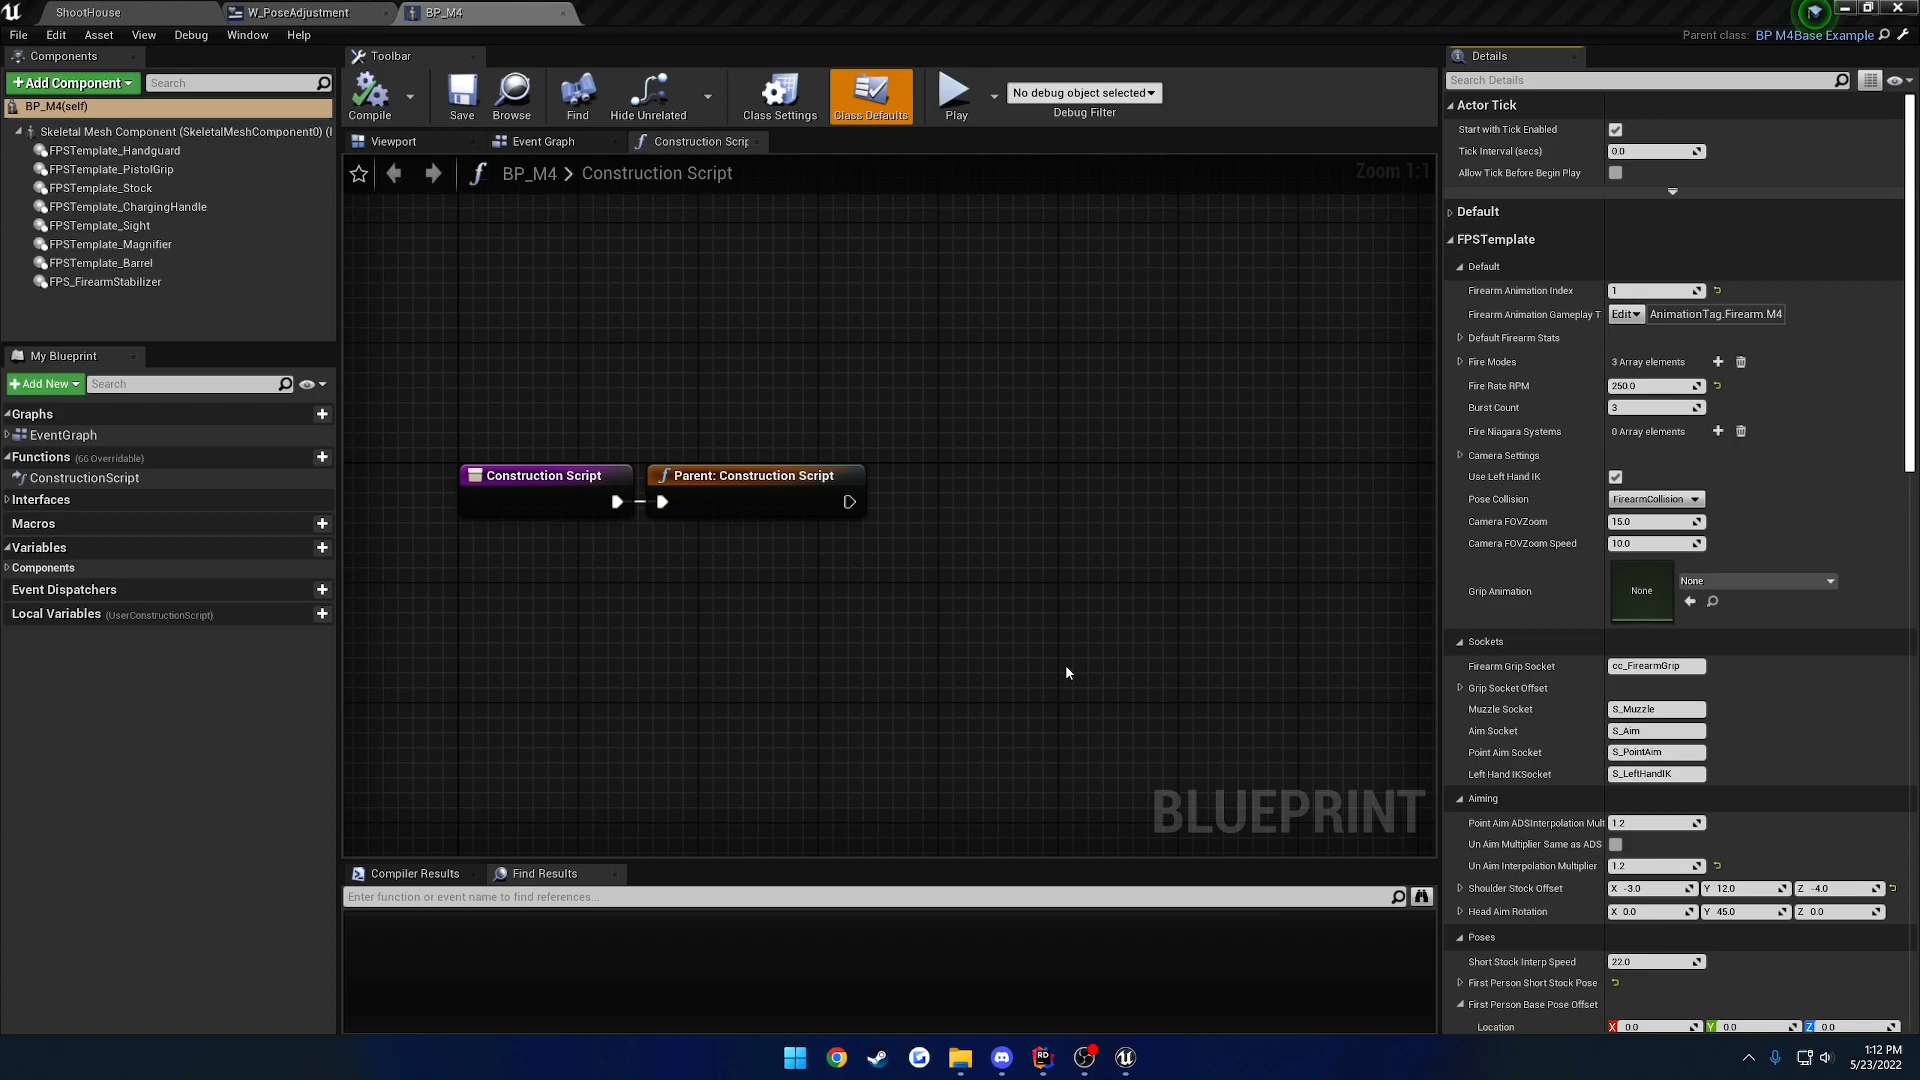 ShootHouse
W_PoseAdjustment
BP_M4
File Edit Asset View Debug Window Help
Parent class: BP M4Base Example
Components
+Add Component
Search
BP_M4(self)
Skeletal Mesh Component (SkeletalMeshComponent0) (I
FPSTemplate_Handguard
FPSTemplate_PistolGrip
FPSTemplate_Stock
FPSTemplate_ChargingHandle
FPSTemplate_Sight
FPSTemplate_Magnifier
FPSTemplate_Barrel
FPS_FirearmStabilizer
My Blueprint
+Add New
Search
Graphs
EventGraph
Functions (66 Overridable)
ConstructionScript
Interfaces
Macros
Variables
Components
Event Dispatchers
Local Variables (UserConstructionScript)
Toolbar
Compile
Save
Browse
Find
Hide Unrelated
Class Settings
Class Defaults
Play
No debug object selected
Debug Filter
Viewport
Event Graph
Construction Scrip
BP_M4 > Construction Script
Zoom 1:1
Construction Script
Parent: Construction Script
BLUEPRINT
Compiler Results
Find Results
Enter function or event name to find references...
Details
Search Details
Actor Tick
Start with Tick Enabled
Tick Interval (secs) 0.0
Allow Tick Before Begin Play
Default
FPSTemplate
Default
Firearm Animation Index 1
Firearm Animation Gameplay T Edit AnimationTag.Firearm.M4
Default Firearm Stats
Fire Modes 3 Array elements
Fire Rate RPM 250.0
Burst Count 3
Fire Niagara Systems 0 Array elements
Camera Settings
Use Left Hand IK
Pose Collision FirearmCollision
Camera FOVZoom 15.0
Camera FOVZoom Speed 10.0
Grip Animation None None
Sockets
Firearm Grip Socket cc_FirearmGrip
Grip Socket Offset
Muzzle Socket S_Muzzle
Aim Socket S_Aim
Point Aim Socket S_PointAim
Left Hand IKSocket S_LeftHandIK
Aiming
Point Aim ADSInterpolation Mult 1.2
Un Aim Multiplier Same as ADS
Un Aim Interpolation Multiplier 1.2
Shoulder Stock Offset X -3.0 Y 12.0 Z -4.0
Head Aim Rotation X 0.0 Y 45.0 Z 0.0
Poses
Short Stock Interp Speed 22.0
First Person Short Stock Pose
First Person Base Pose Offset
Location X 0.0 Y 0.0 Z 0.0
1:12 PM
5/23/2022